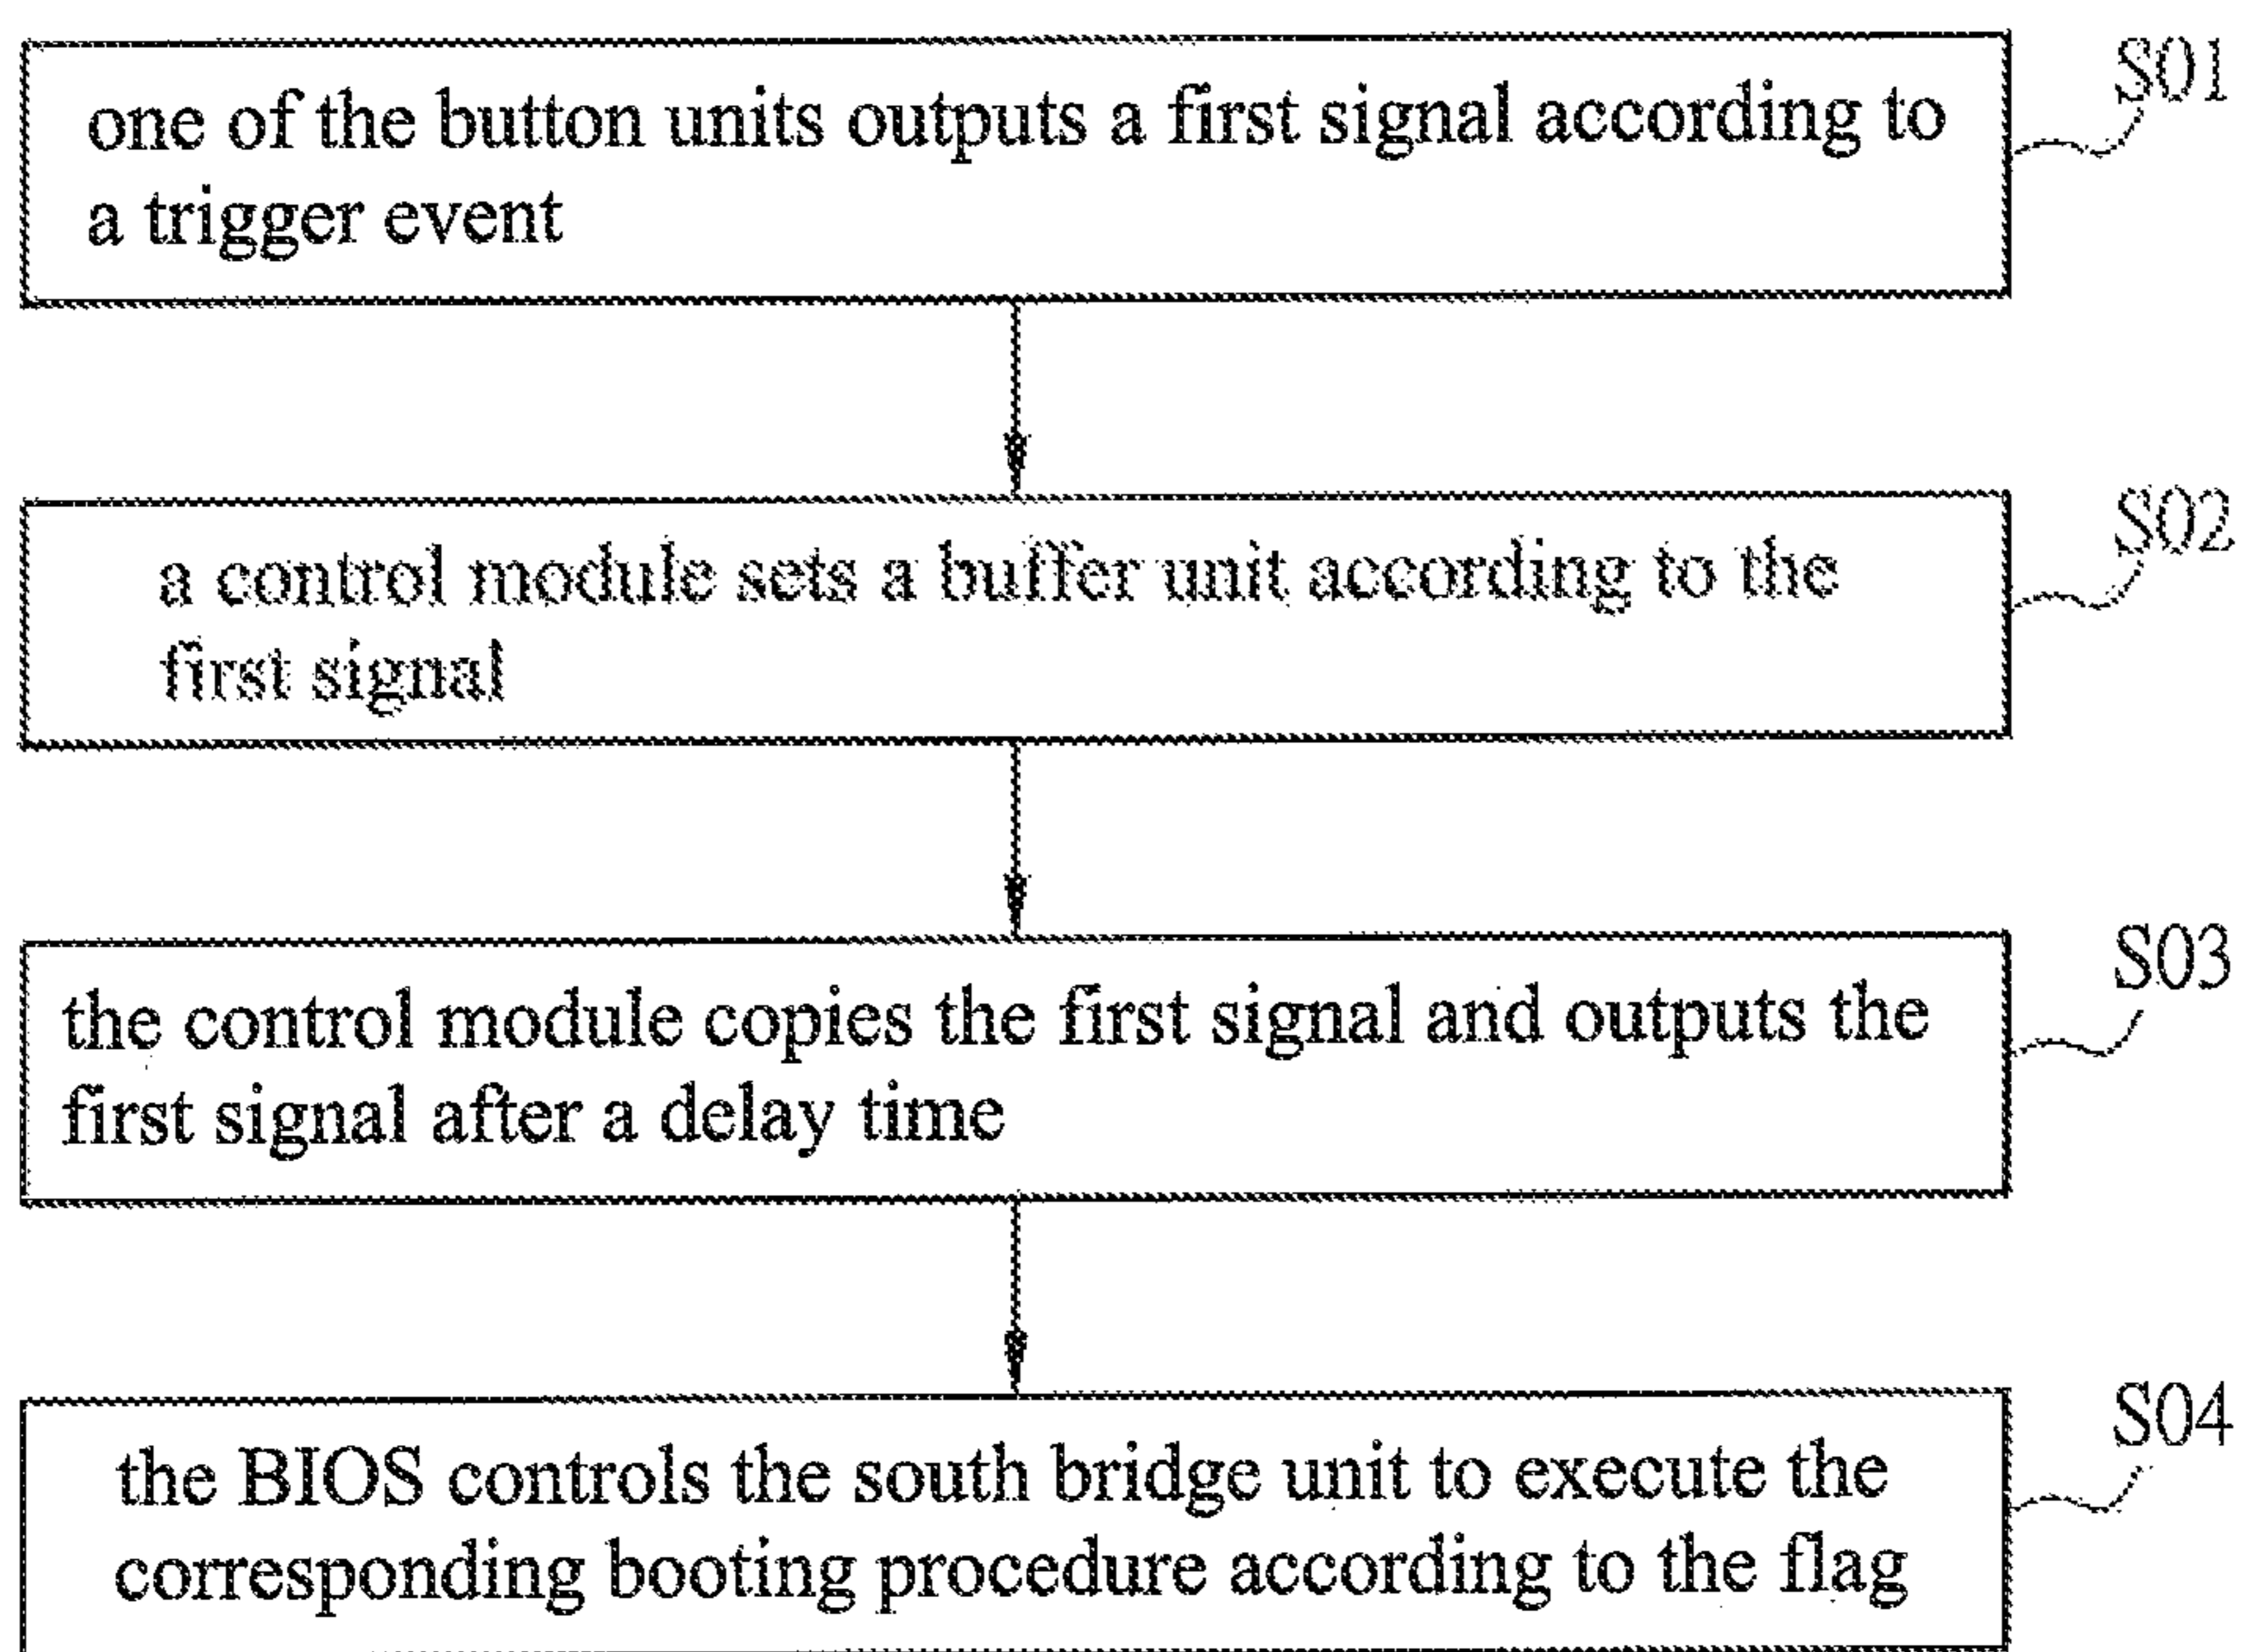 one of the button units outputs a first signal according to
a trigger event
S01
a control module sets a buffer unit according to the
first signal
S02
the control module copies the first signal and outputs the
first signal after a delay time
S03
the BIOS controls the south bridge unit to execute the
corresponding booting procedure according to the flag
S04